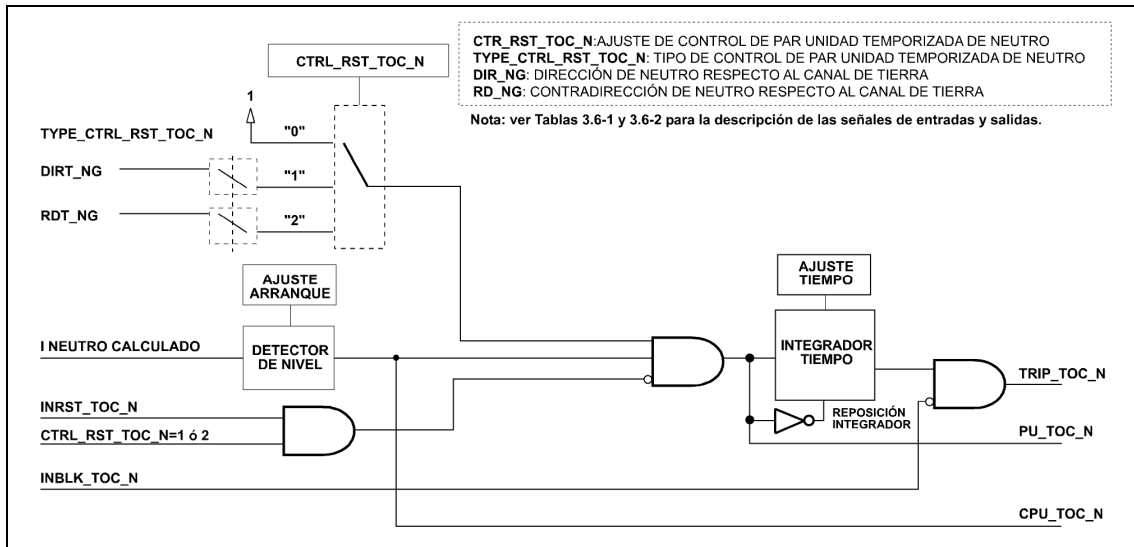 CTRL_RST_TOC_N
CTR_RST_TOC_N:AJUSTE DE CONTROL DE PAR UNIDAD TEMPORIZADA DE NEUTRO
TYPE_CTRL_RST_TOC_N: TIPO DE CONTROL DE PAR UNIDAD TEMPORIZADA DE NEUTRO
DIR_NG: DIRECCIÓN DE NEUTRO RESPECTO AL CANAL DE TIERRA
RD_NG: CONTRADIRECCIÓN DE NEUTRO RESPECTO AL CANAL DE TIERRA
Nota: ver Tablas 3.6-1 y 3.6-2 para la descripción de las señales de entradas y salidas.
1
TYPE_CTRL_RST_TOC_N
"0"
DIRT_NG
"1"
RDT_NG
"2"
AJUSTE
ARRANQUE
AJUSTE
TIEMPO
I NEUTRO CALCULADO
DETECTOR
DE NIVEL
INTEGRADOR
TIEMPO
TRIP_TOC_N
INRST_TOC_N
CTRL_RST_TOC_N=1 ó 2
REPOSICIÓN
INTEGRADOR
PU_TOC_N
INBLK_TOC_N
CPU_TOC_N